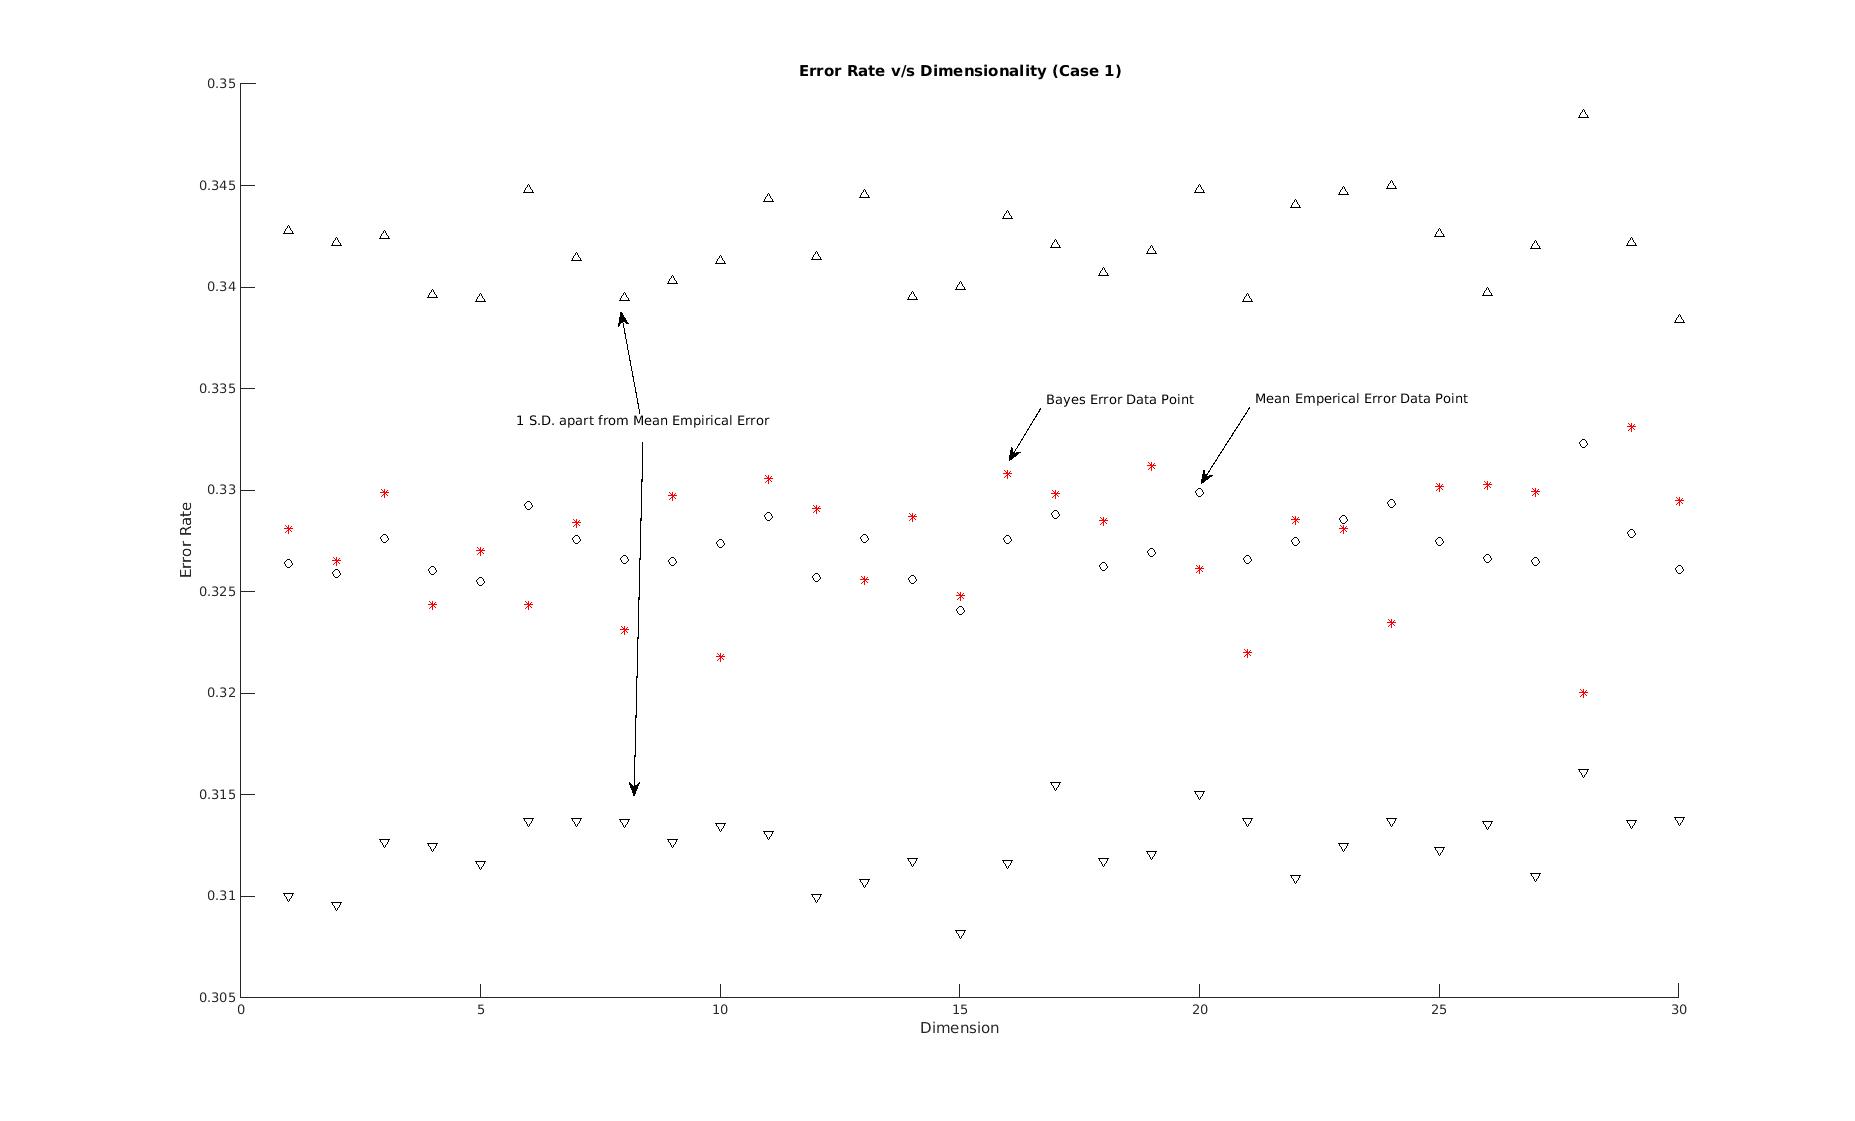 Error Rate v/s Dimensionality (Case 1)
0.35
0.345
0.34
0.335
0.33
0.325
0.32
0.315
0.31
0.305
Error Rate
1 S.D. apart from Mean Empirical Error
Bayes Error Data Point
Mean Emperical Error Data Point
0
5
10
15
20
25
30
Dimension